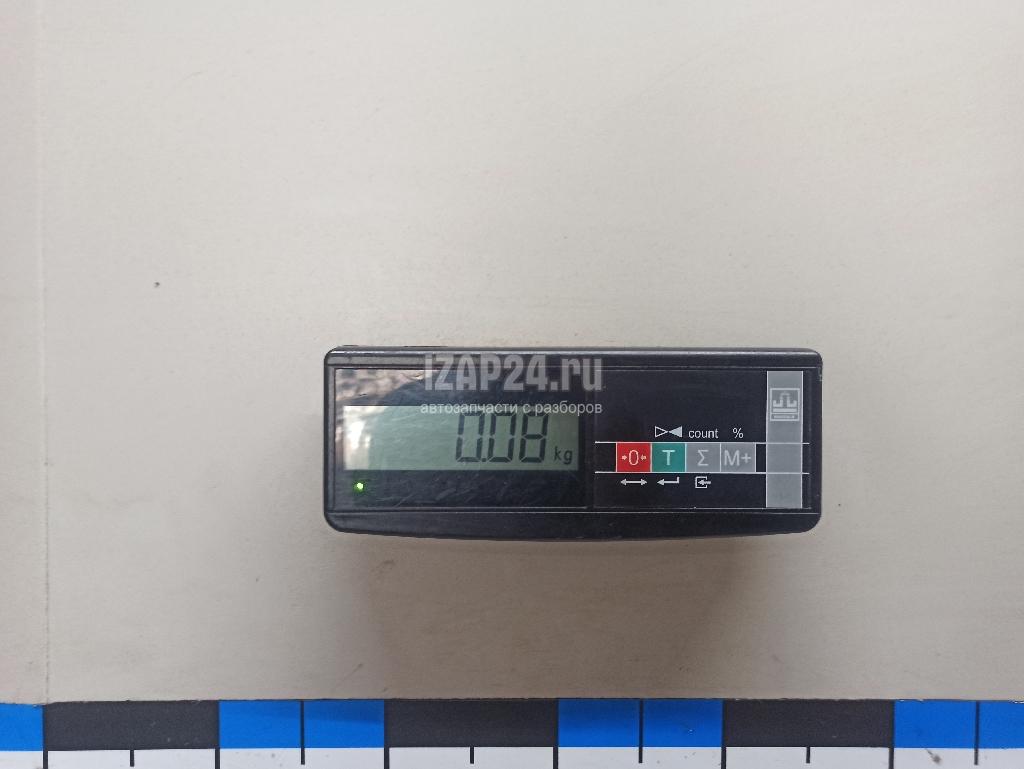 iZAP24.ru
автозапчасти с разборов
0.08 kg
count %
→0← T Σ M+